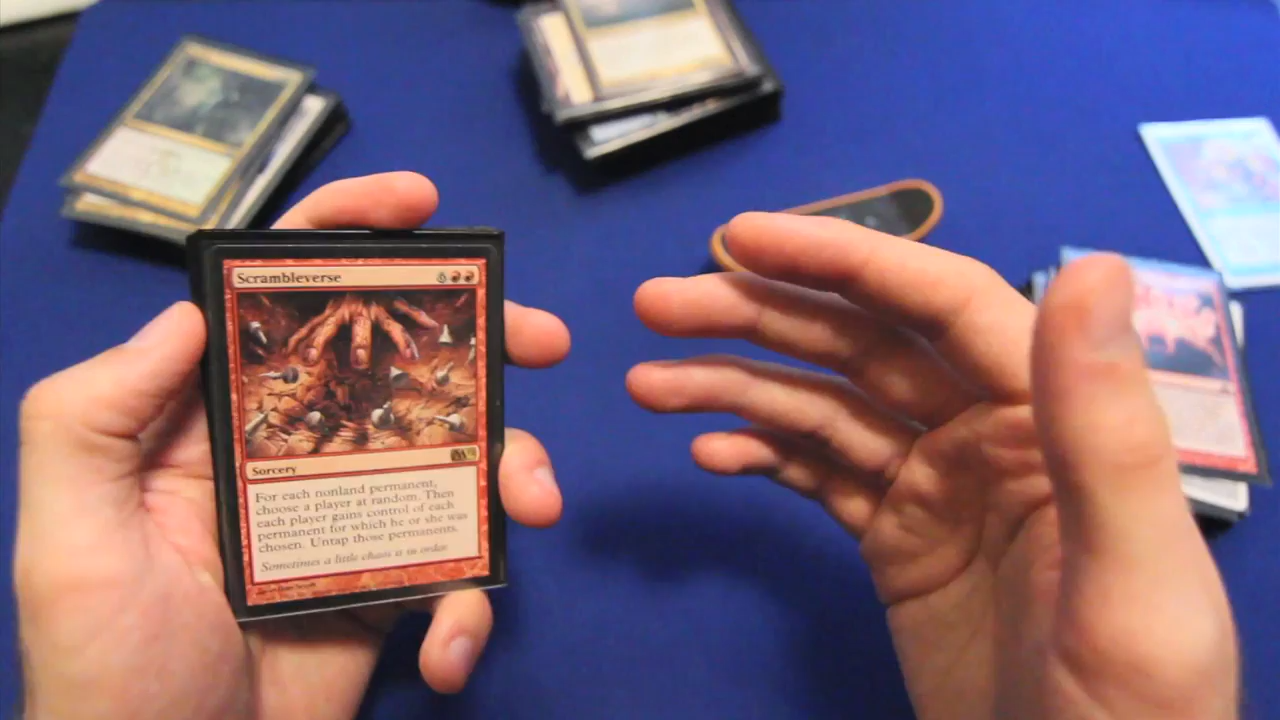 Scrambleverse 6
Sorcery
For each nonland permanent,
choose a player at random. Then
each player gains control of each
permanent for which he or she was
chosen. Untap those permanents.
Sometimes a little chaos is in order.